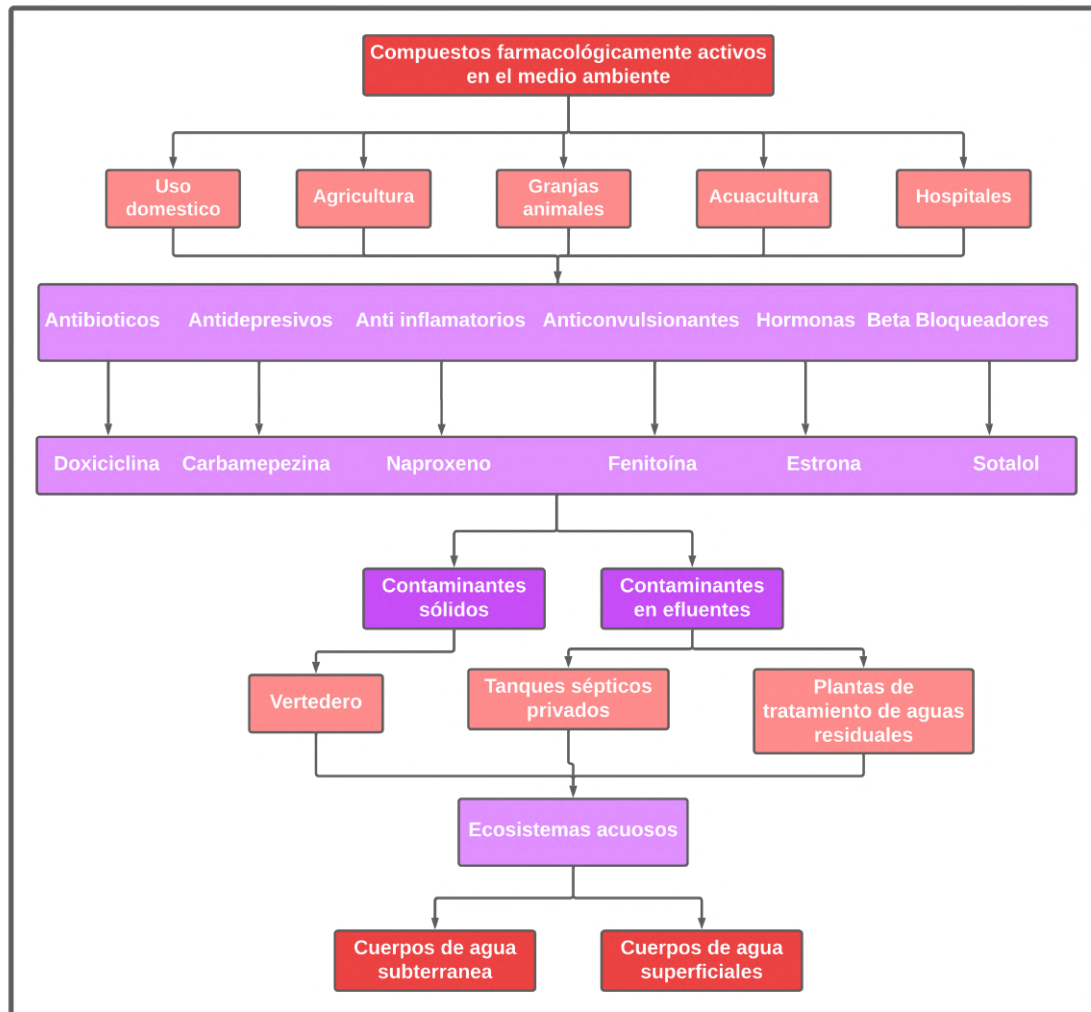 Compuestos farmacológicamente activos
en el medio ambiente
Uso
domestico
Agricultura
Granjas
animales
Acuacultura
Hospitales
Antibioticos Antidepresivos Anti inflamatorios Anticonvulsionantes Hormonas Beta Bloqueadores
Doxiciclina Carbamepezina Naproxeno Fenitoína Estrona Sotalol
Contaminantes
sólidos
Contaminantes
en efluentes
Vertedero
Tanques sépticos
privados
Plantas de
tratamiento de aguas
residuales
Ecosistemas acuosos
Cuerpos de agua
subterranea
Cuerpos de agua
superficiales